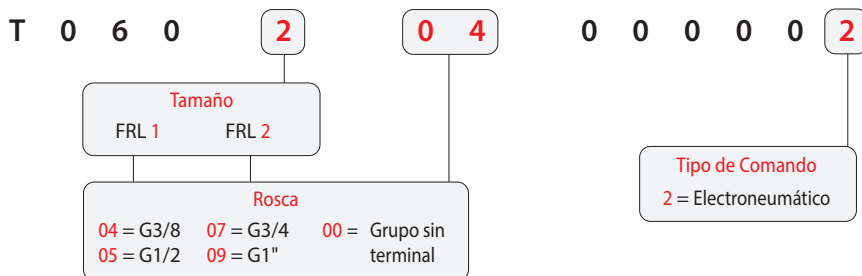 T 0 6 0 2 0 4 0 0 0 0 0 2
Tamaño
FRL 1 FRL 2
Tipo de Comando
2 = Electroneumático
Rosca
04 = G3/8 07 = G3/4 00 = Grupo sin
05 = G1/2 09 = G1" terminal